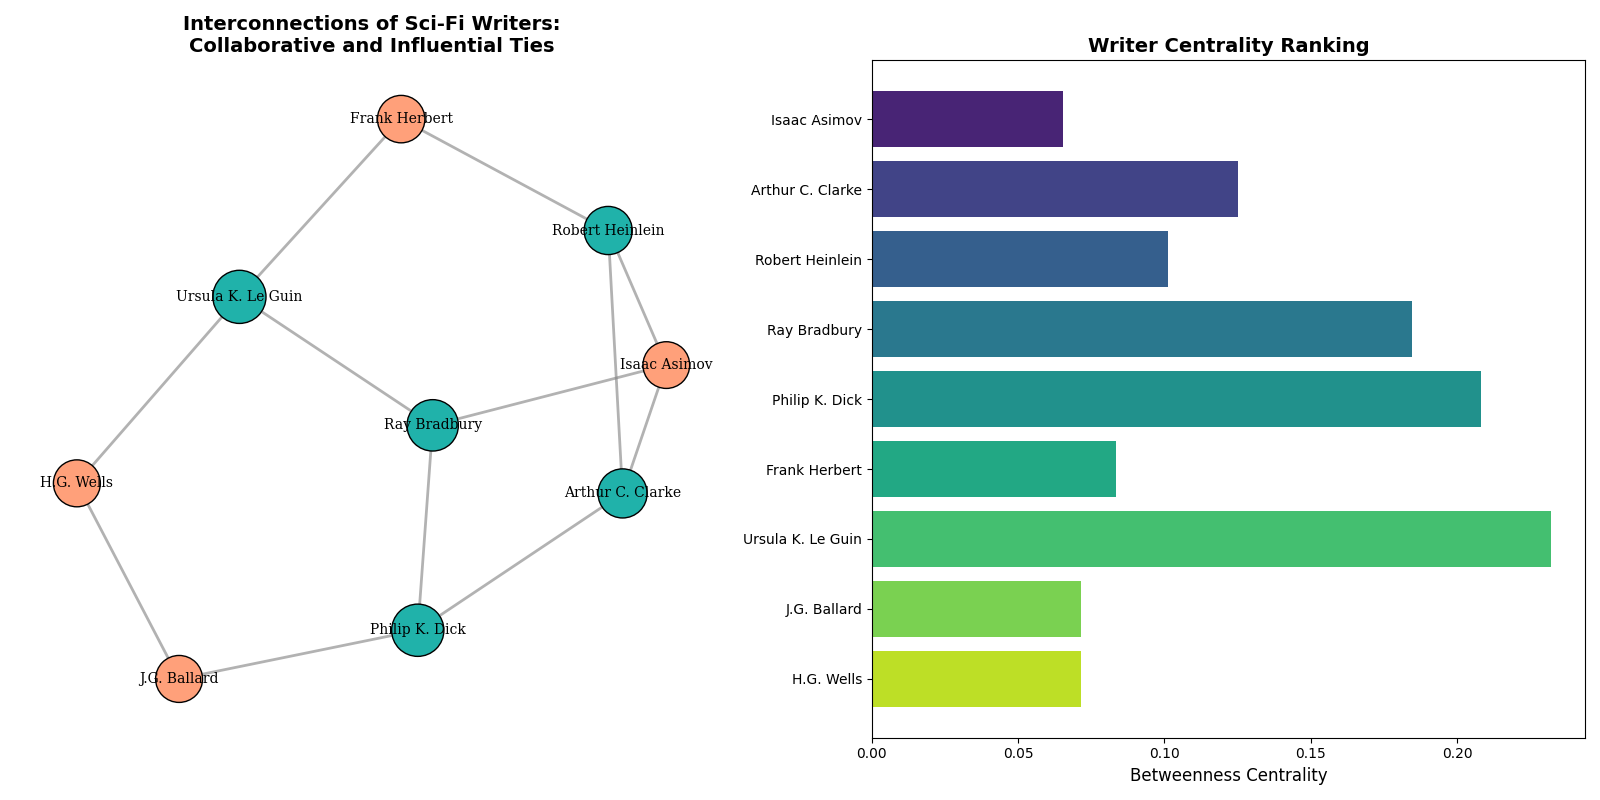 Interconnections of Sci-Fi Writers:
Collaborative and Influential Ties
Frank Herbert
Robert Heinlein
Ursula K. Le Guin
Isaac Asimov
Ray Bradbury
H.G. Wells
Arthur C. Clarke
Philip K. Dick
J.G. Ballard
Writer Centrality Ranking
Isaac Asimov
Arthur C. Clarke
Robert Heinlein
Ray Bradbury
Philip K. Dick
Frank Herbert
Ursula K. Le Guin
J.G. Ballard
H.G. Wells
0.00 0.05 0.10 0.15 0.20
Betweenness Centrality